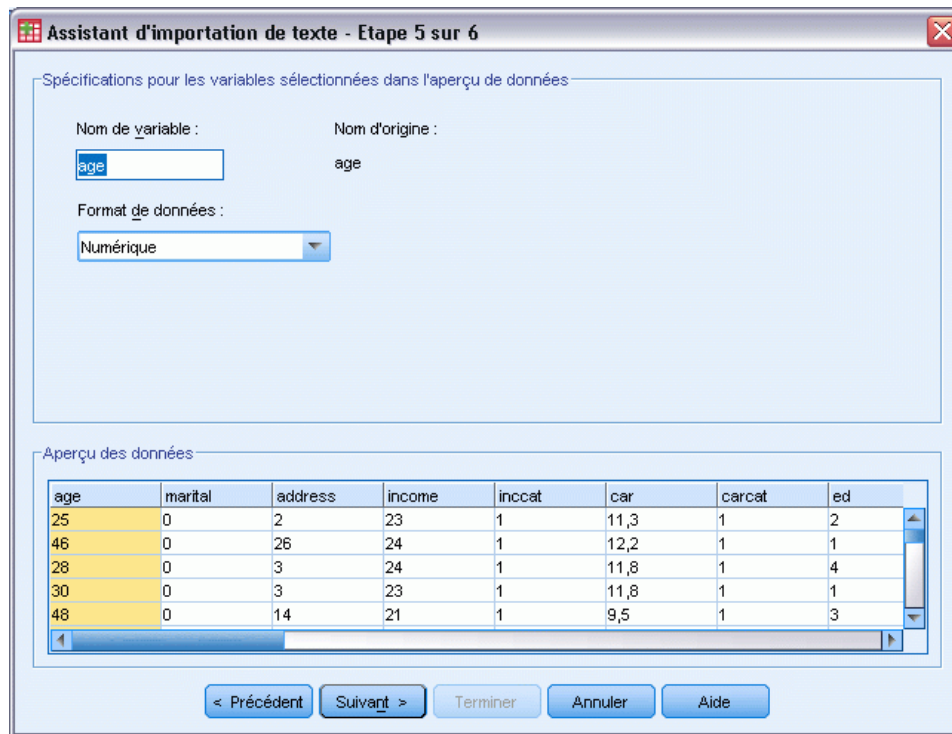 Assistant d'importation de texte - Etape 5 sur 6
Spécifications pour les variables sélectionnées dans l'aperçu de données
Nom de variable : Nom d'origine :
age age
Format de données :
Numérique
Aperçu des données
age marital address income inccat car carcat ed
25 0 2 23 1 11,3 1 2
46 0 26 24 1 12,2 1 1
28 0 3 24 1 11,8 1 4
30 0 3 23 1 11,8 1 1
48 0 14 21 1 9,5 1 3
< Précédent Suivant > Terminer Annuler Aide